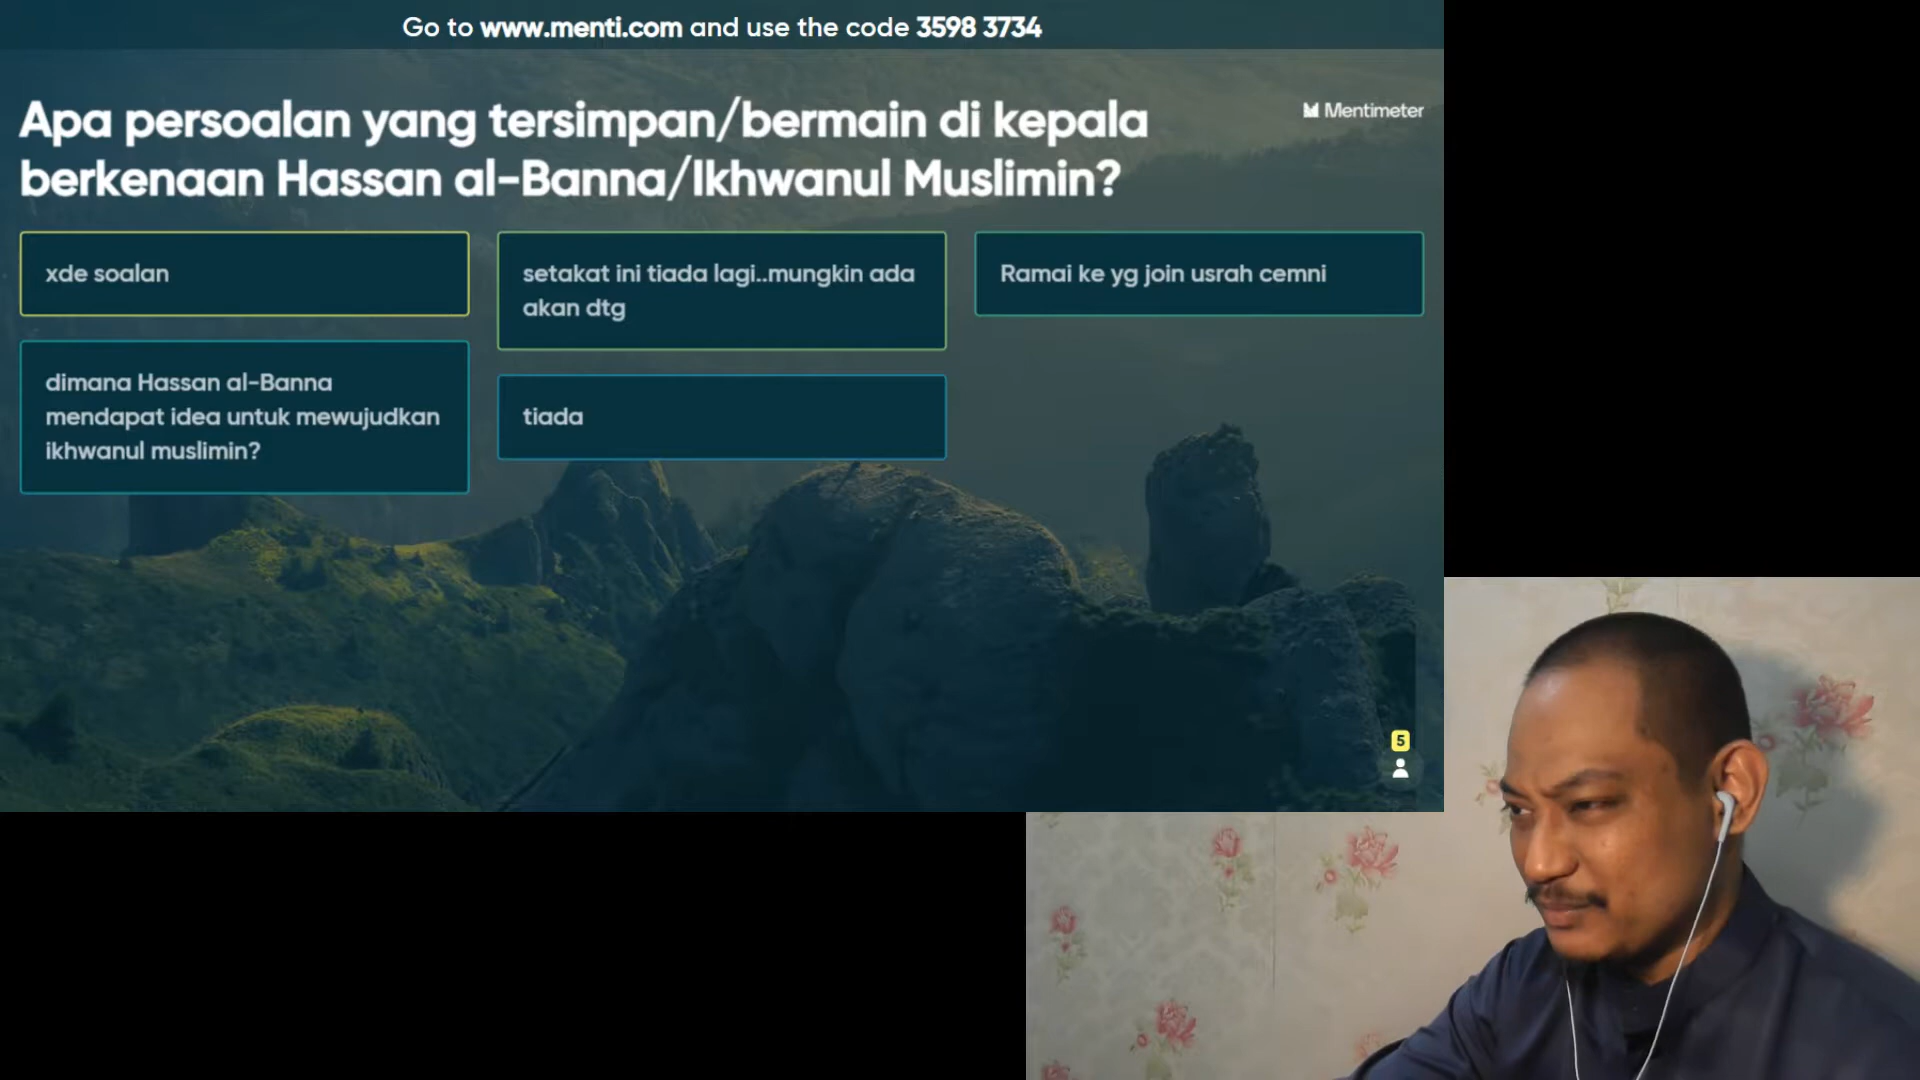 Go to www.menti.com and use the code 3598 3734
Apa persoalan yang tersimpan/bermain di kepala
berkenaan Hassan al-Banna/Ikhwanul Muslimin?
Mentimeter
xde soalan
setakat ini tiada lagi..mungkin ada
akan dtg
Ramai ke yg join usrah cemni
dimana Hassan al-Banna
mendapat idea untuk mewujudkan
ikhwanul muslimin?
tiada
5